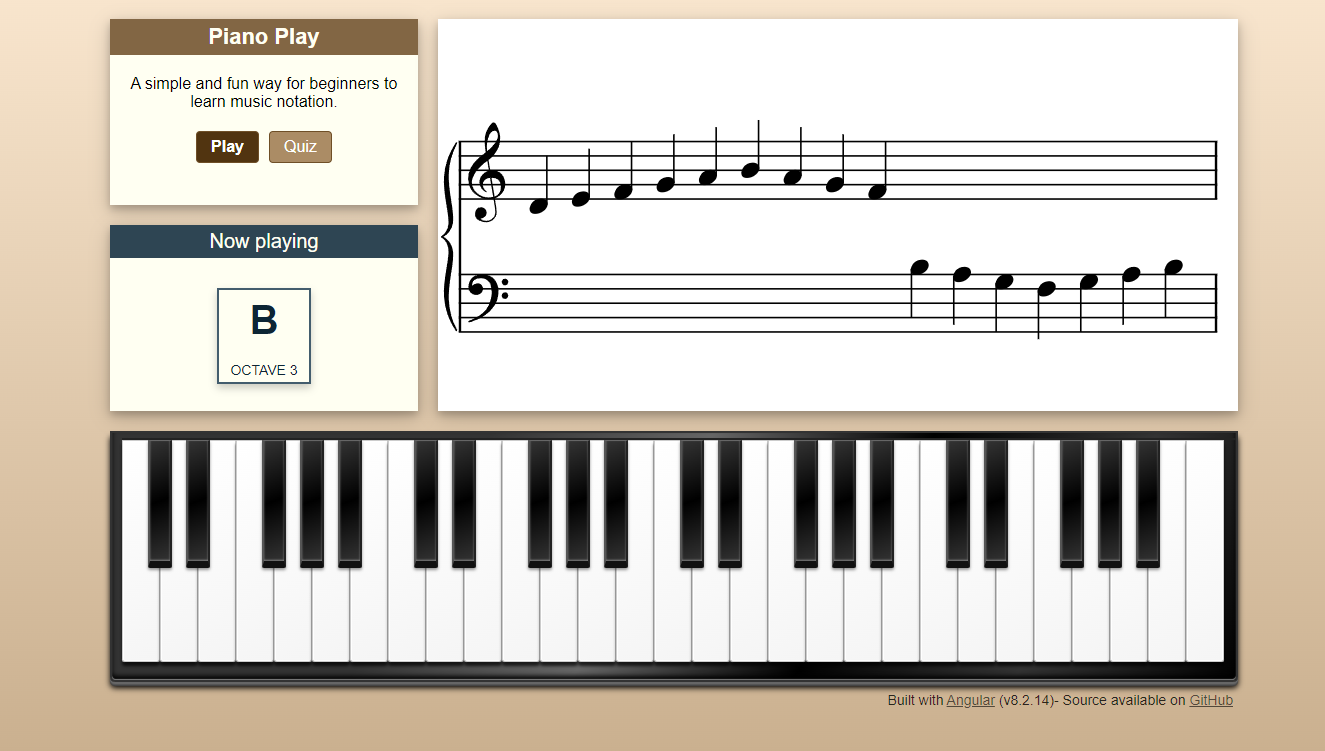 Piano Play
A simple and fun way for beginners to
learn music notation.
Play Quiz
Now playing
B
OCTAVE 3
Built with Angular (v8.2.14)- Source available on GitHub